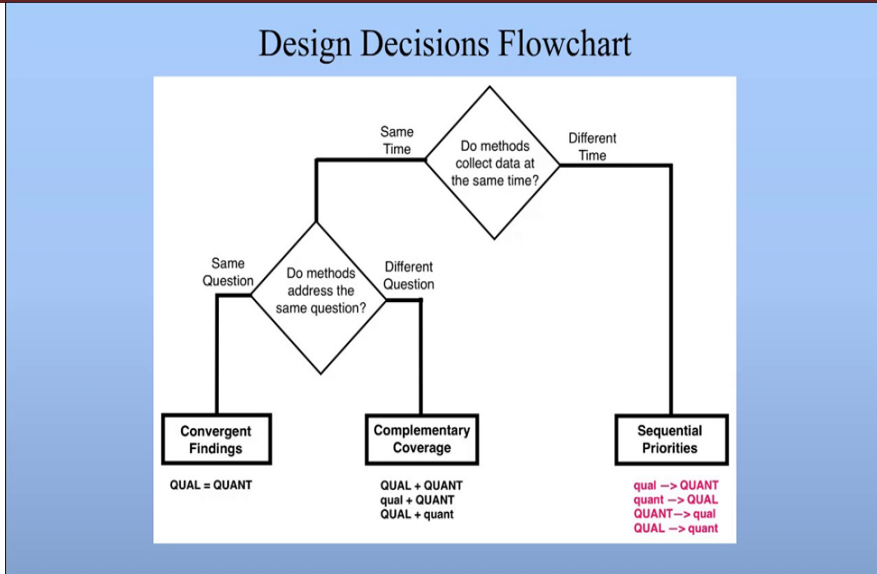 Design Decisions Flowchart
Do methods
collect data at
the same time?
Same
Time
Different
Time
Do methods
address the
same question?
Same
Question
Different
Question
Convergent
Findings
QUAL = QUANT
Complementary
Coverage
QUAL + QUANT
qual + QUANT
QUAL + quant
Sequential
Priorities
qual —> QUANT
quant —> QUAL
QUANT—> qual
QUAL —> quant